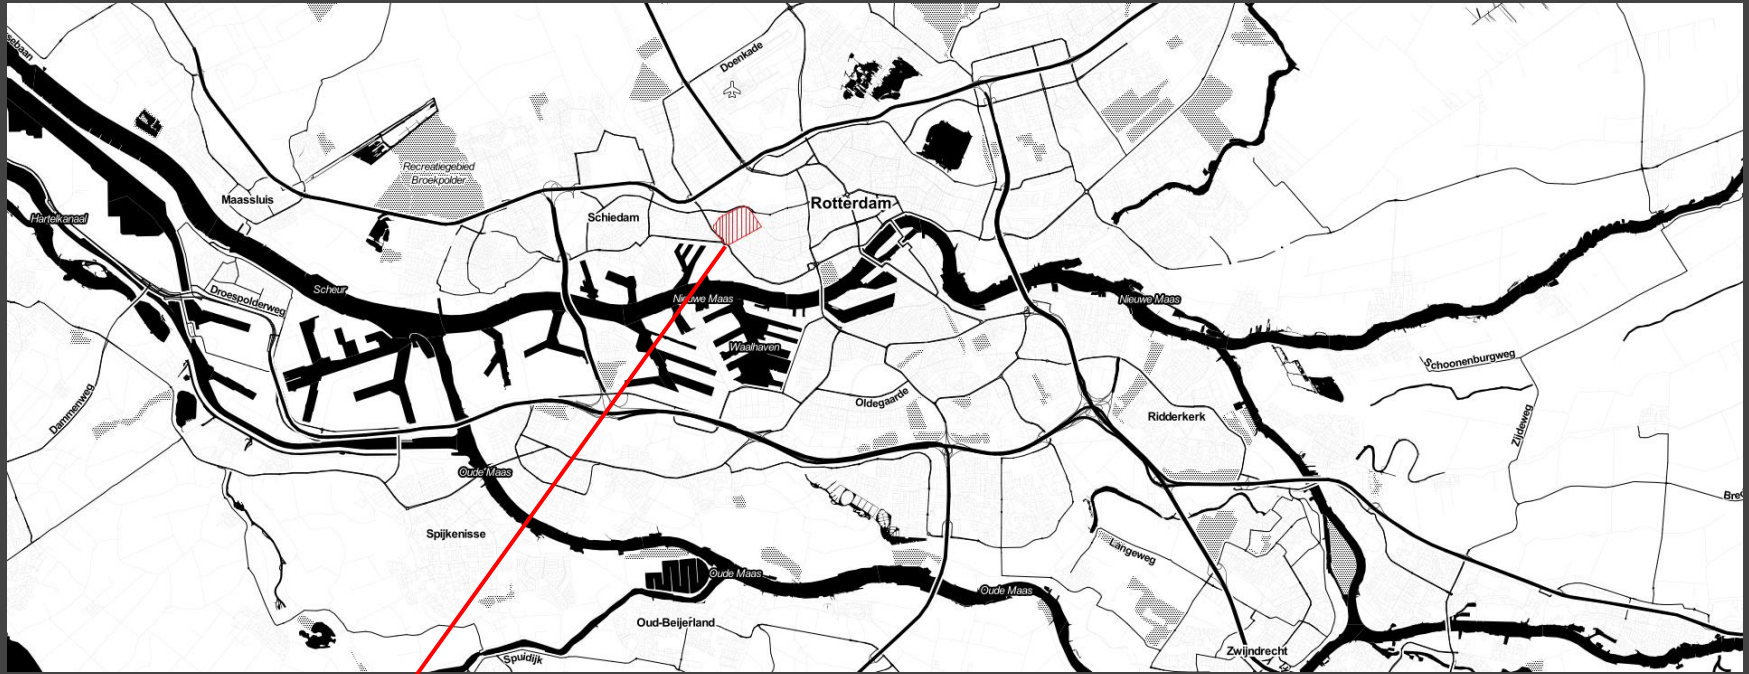 Doenkade
Recreatiegebied
Broekpolder
Maassluis
Rotterdam
Schiedam
Hartelkanaal
Scheur
Droespolderweg
Nieuwe Maas
Nieuwe Maas
Waalhaven
Schoonenburgweg
Dammenweg
Oldegaarde
Ridderkerk
Zijdeweg
Oude Maas
Spijkenisse
Langeweg
Oude Maas
Oude Maas
Oud-Beijerland
Spuidijk
Zwijndrecht